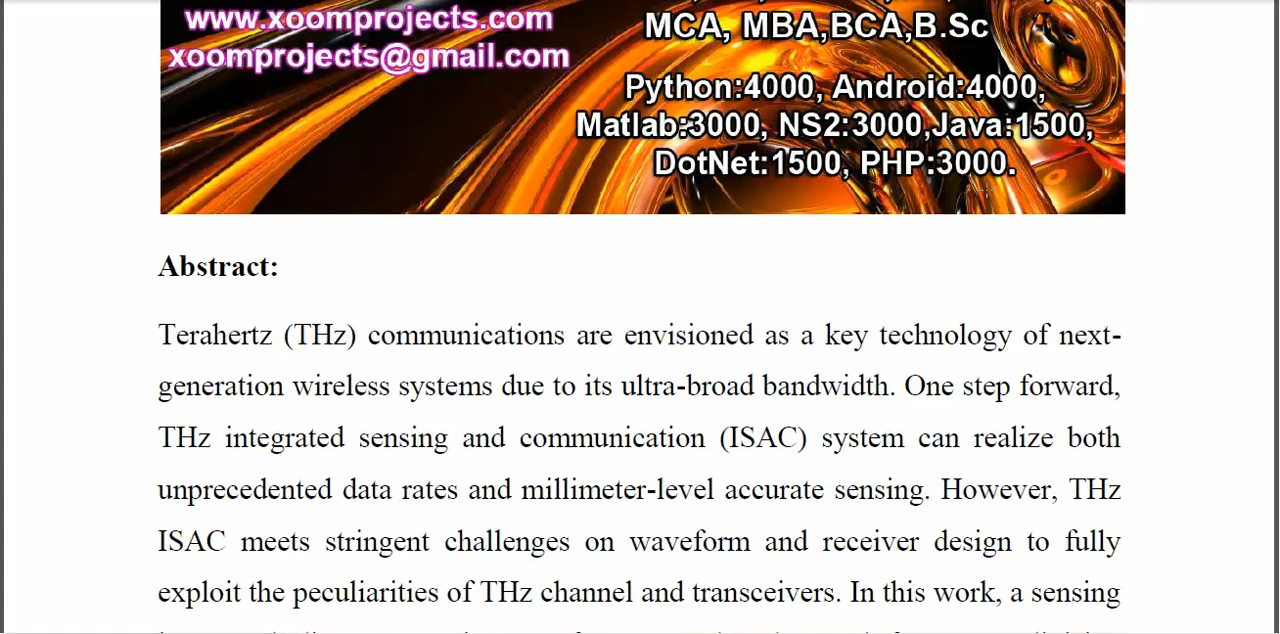 www.xoomprojects.com
xoomprojects@gmail.com
MCA, MBA,BCA,B.Sc
Python:4000, Android:4000,
Matlab:3000, NS2:3000,Java:1500,
DotNet:1500, PHP:3000.
Abstract:
Terahertz (THz) communications are envisioned as a key technology of next-
generation wireless systems due to its ultra-broad bandwidth. One step forward,
THz integrated sensing and communication (ISAC) system can realize both
unprecedented data rates and millimeter-level accurate sensing. However, THz
ISAC meets stringent challenges on waveform and receiver design to fully
exploit the peculiarities of THz channel and transceivers. In this work, a sensing